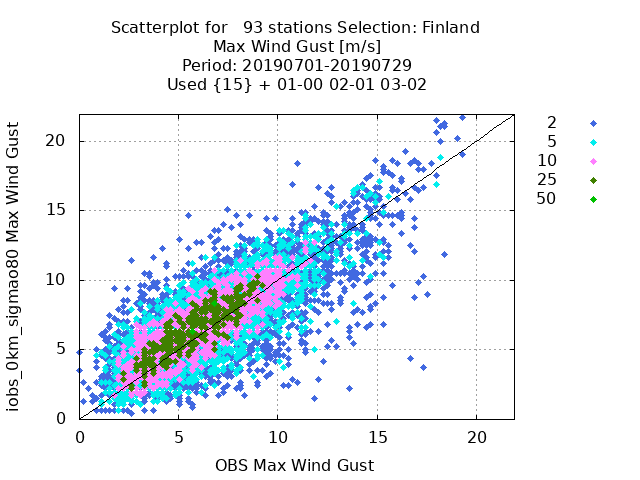 Scatterplot for   93 stations Selection: Finland
Max Wind Gust [m/s]
Period: 20190701-20190729
Used {15} + 01-00 02-01 03-02
iobs_0km_sigmao80 Max Wind Gust
20
15
10
5
0
0 5 10 15 20
OBS Max Wind Gust
2
5
10
25
50